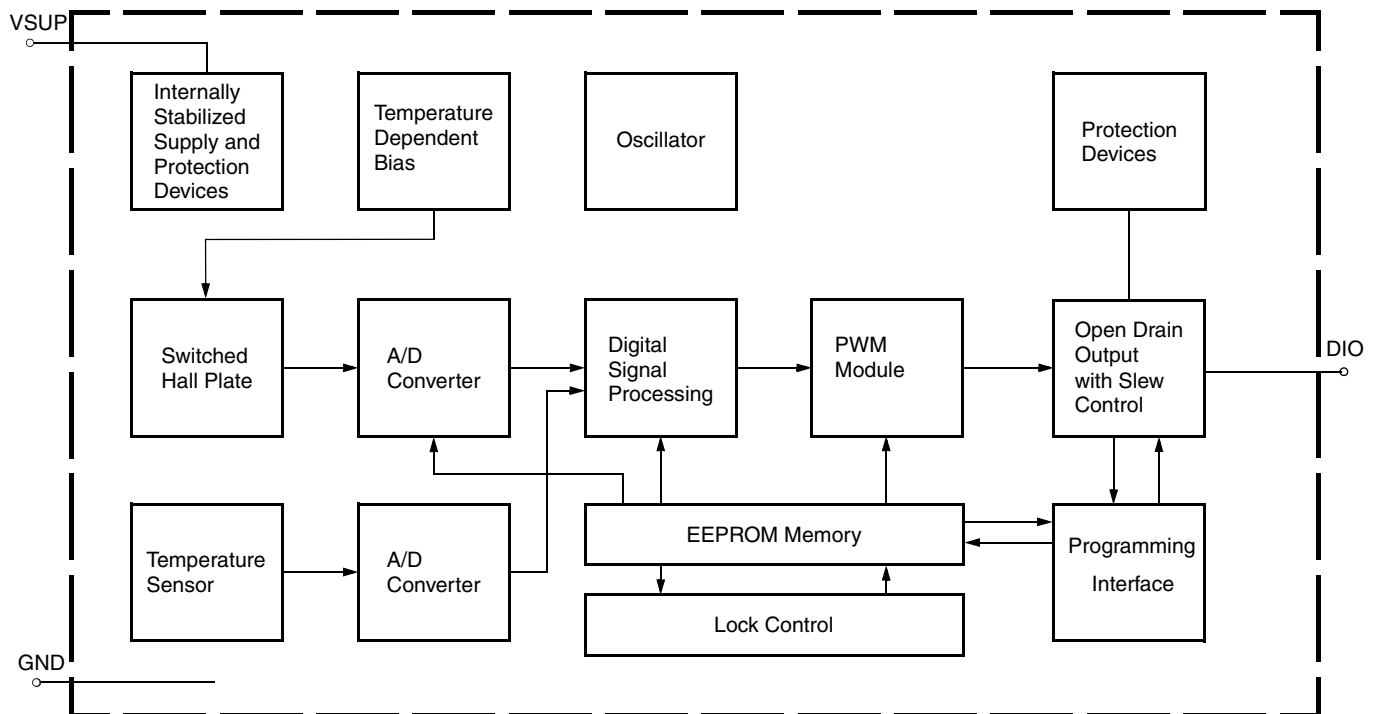 VSUP
Internally
Stabilized
Supply and
Protection
Devices
Temperature
Dependent
Bias
Oscillator
Protection
Devices
Switched
Hall Plate
A/D
Converter
Digital
Signal
Processing
PWM
Module
Open Drain
Output
with Slew
Control
DIO
Temperature
Sensor
A/D
Converter
EEPROM Memory
Lock Control
Programming
Interface
GND